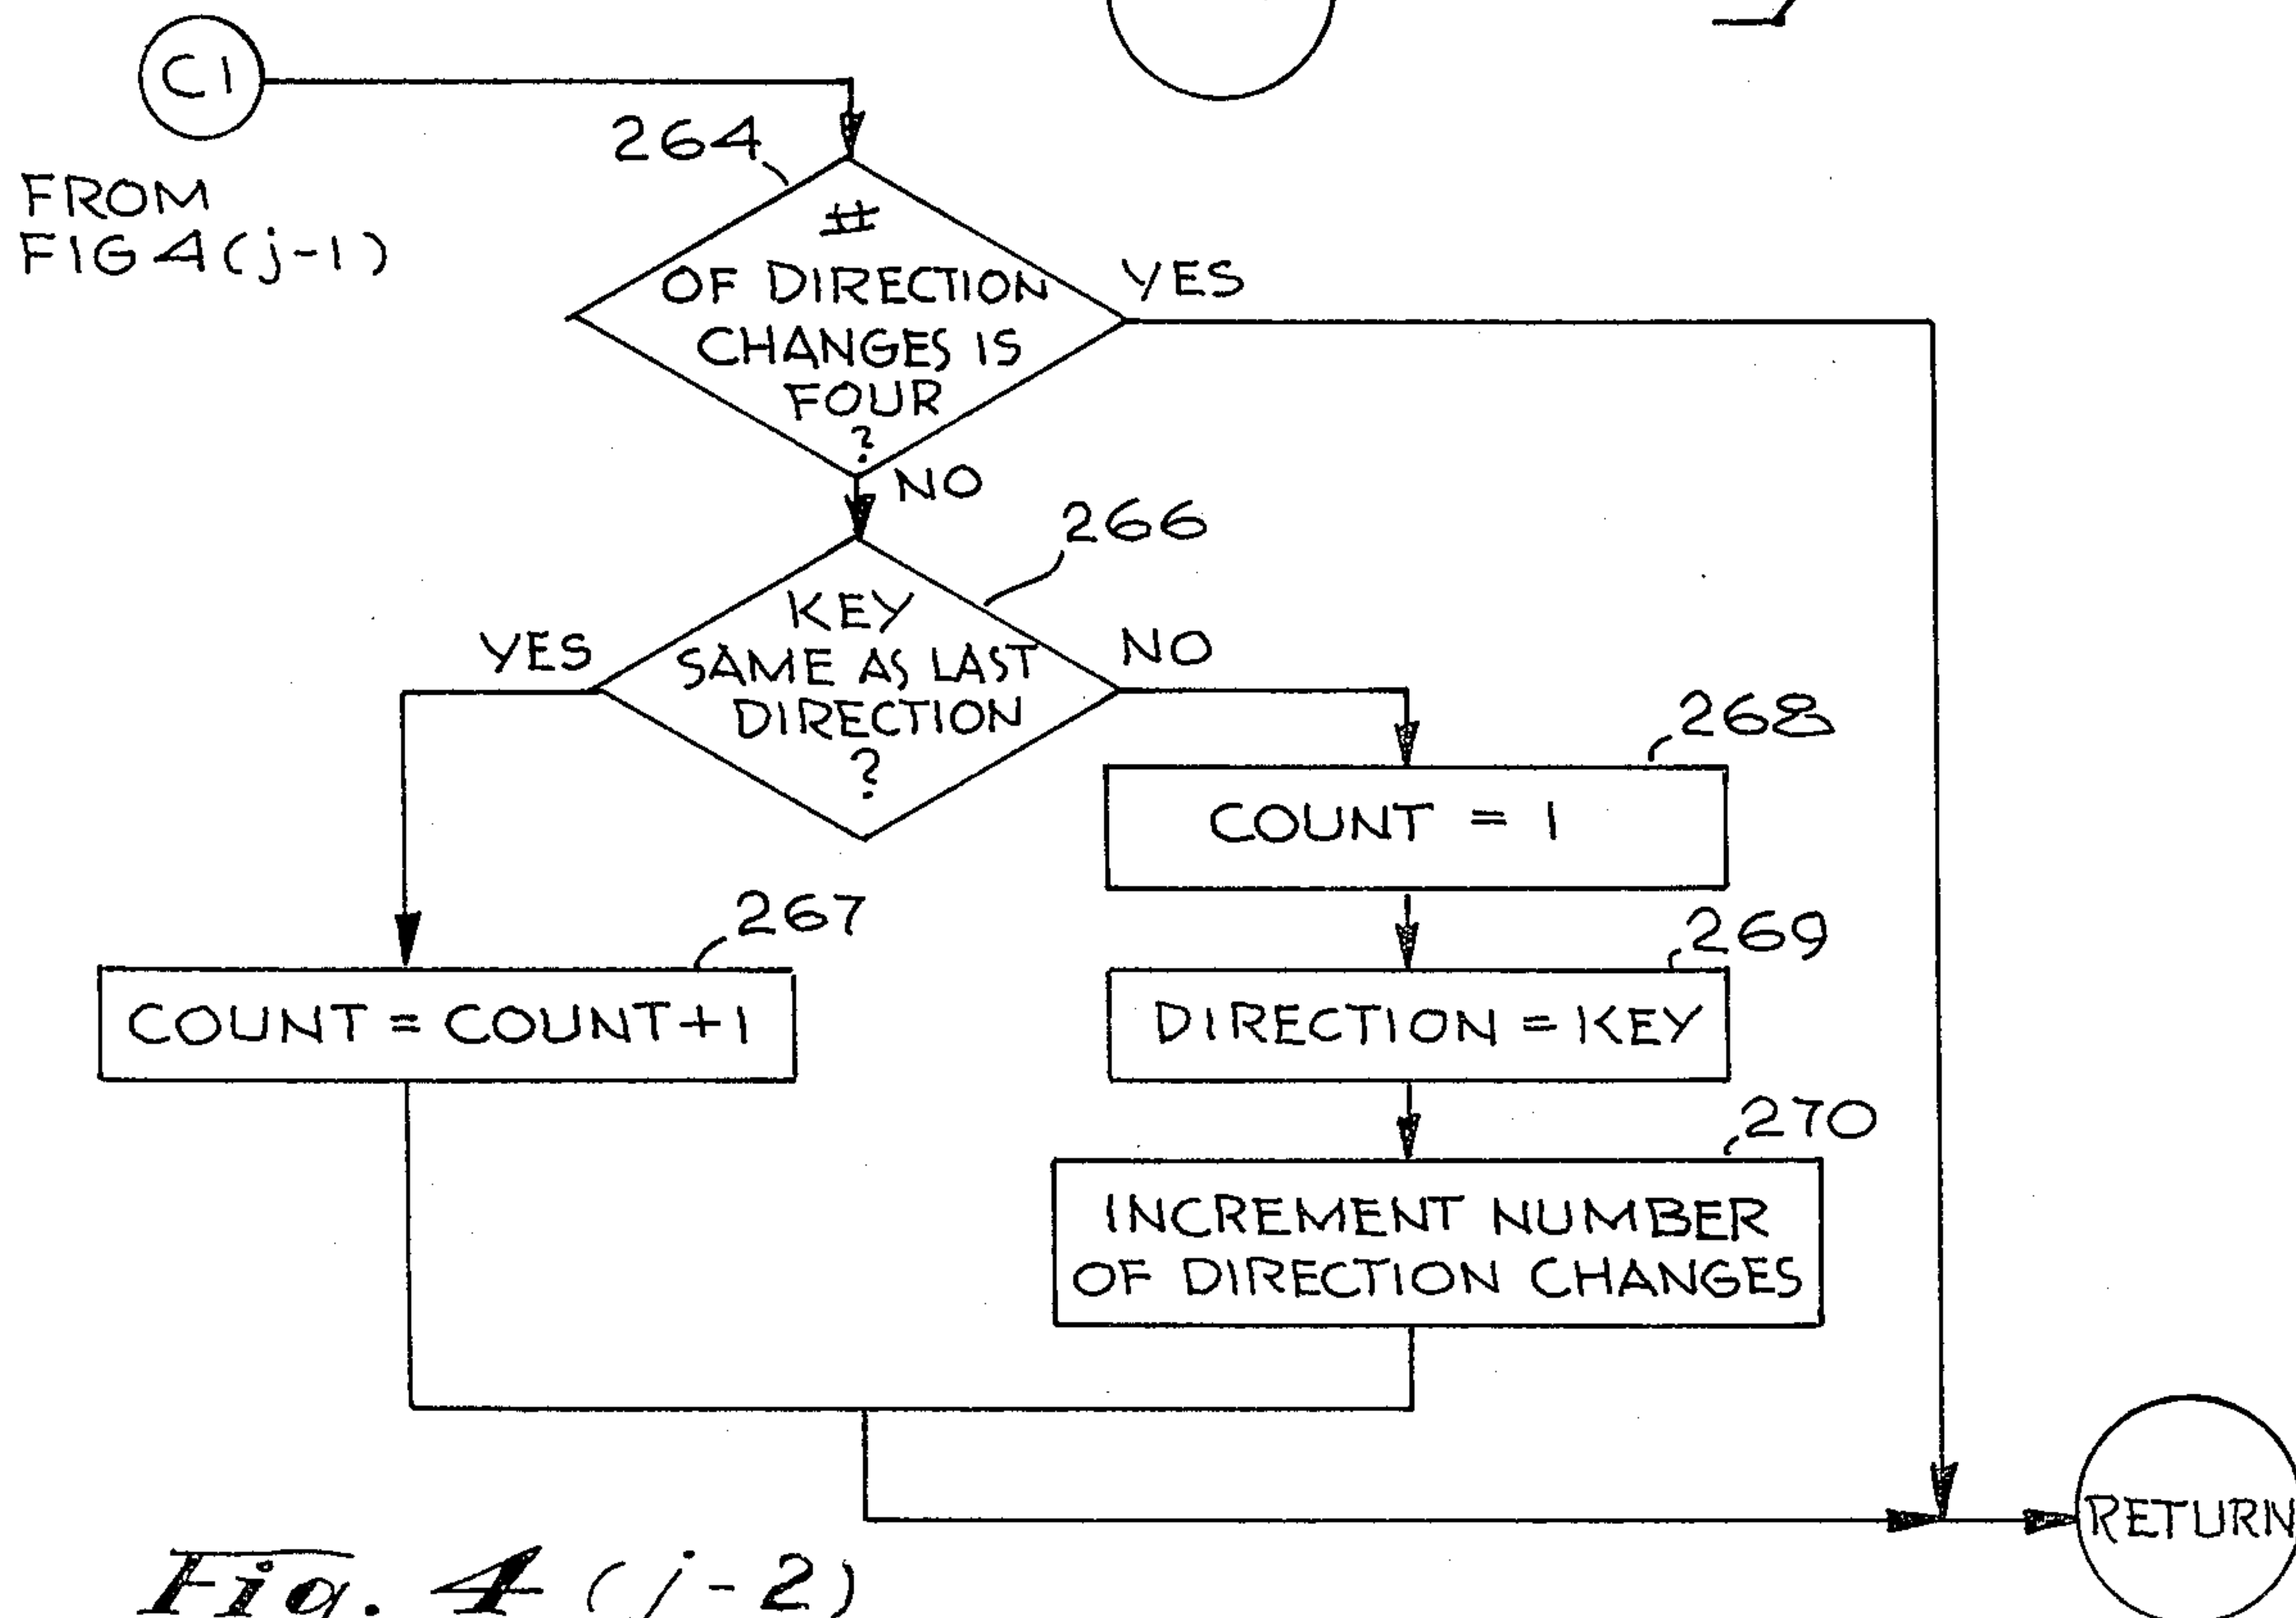 C1
FROM
FIG 4(j-1)
264
#
OF DIRECTION
CHANGES IS
FOUR
?
YES
NO
266
KEY
SAME AS LAST
DIRECTION
?
YES
NO
268
COUNT = 1
267
COUNT = COUNT+1
269
DIRECTION = KEY
270
INCREMENT NUMBER
OF DIRECTION CHANGES
RETURN
Fig. 4 (j-2)